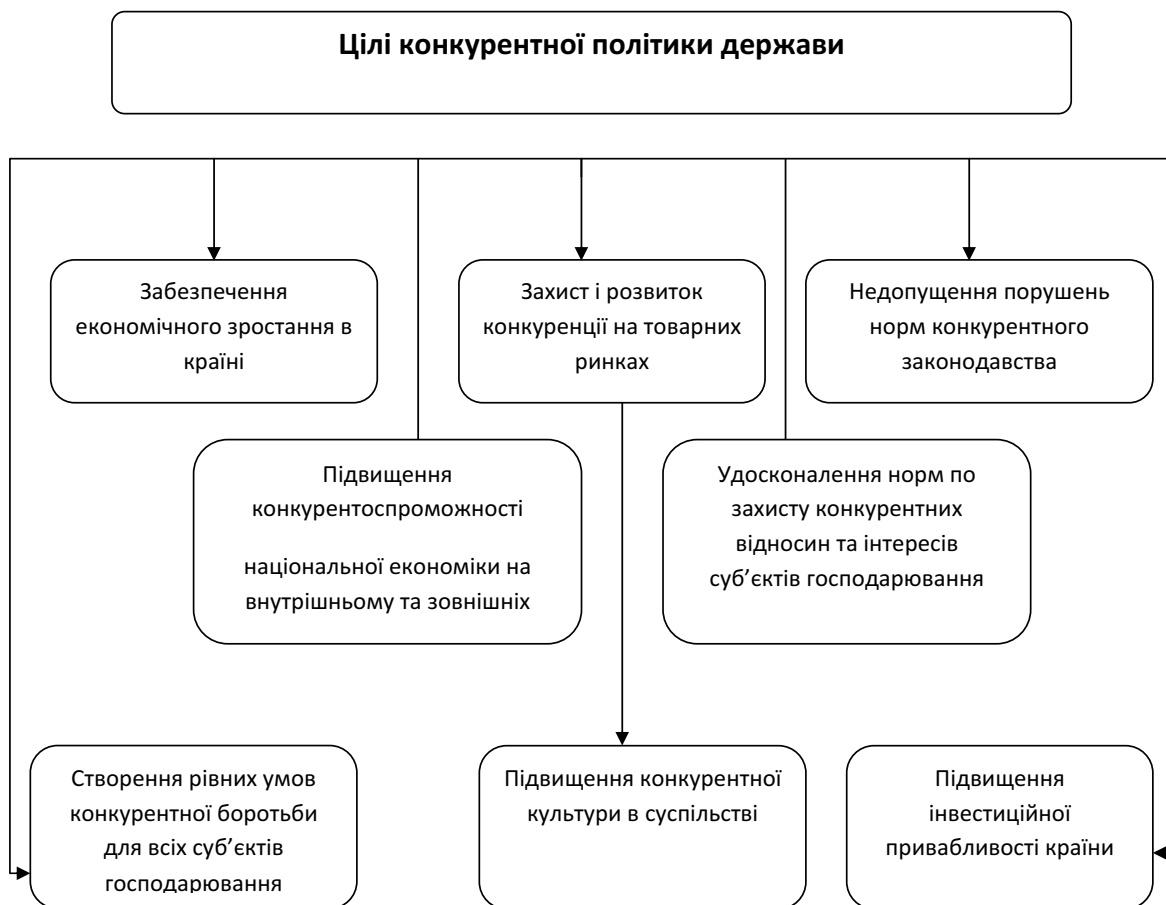 Цілі конкурентної політики держави
Забезпечення
економічного зростання в
країні
Захист і розвиток
конкуренції на товарних
ринках
Недопущення порушень
норм конкурентного
законодавства
Підвищення
конкурентоспроможності
національної економіки на
внутрішньому та зовнішніх
Удосконалення норм по
захисту конкурентних
відносин та інтересів
суб’єктів господарювання
Створення рівних умов
конкурентної боротьби
для всіх суб’єктів
господарювання
Підвищення конкурентної
культури в суспільстві
Підвищення
інвестиційної
привабливості країни